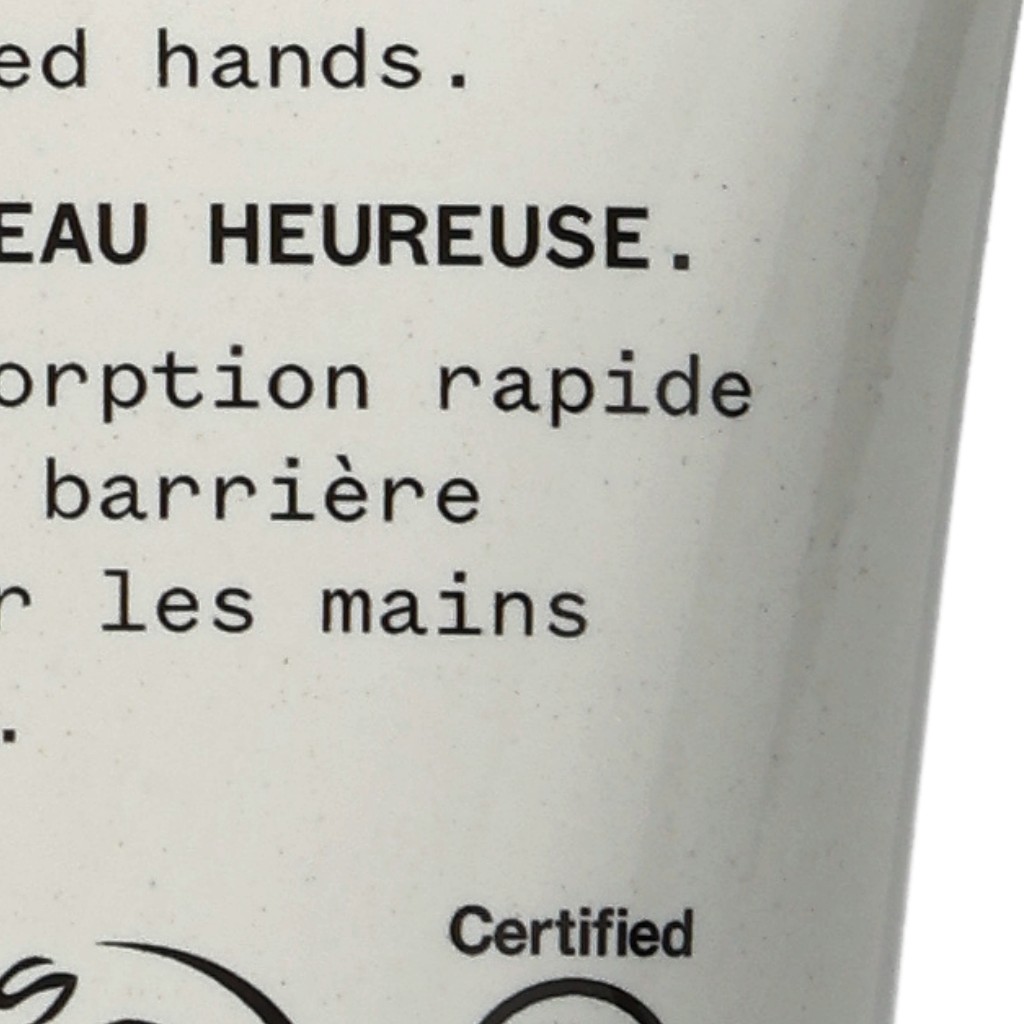 ed hands.
EAU HEUREUSE.
orption rapide
barrière
r les mains
.
Certified